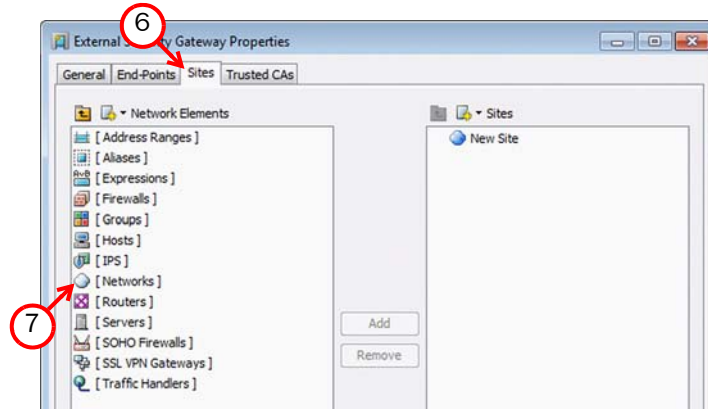 6
External S y Gateway Properties
General End-Points Sites Trusted CAs
Network Elements
Sites
[ Address Ranges ]
[ Aliases ]
[ Expressions ]
[ Firewalls ]
[ Groups ]
[ Hosts ]
[ IPS ]
[ Networks ]
[ Routers ]
[ Servers ]
[ SOHO Firewalls ]
[ SSL VPN Gateways ]
[ Traffic Handlers ]
7
New Site
Add
Remove